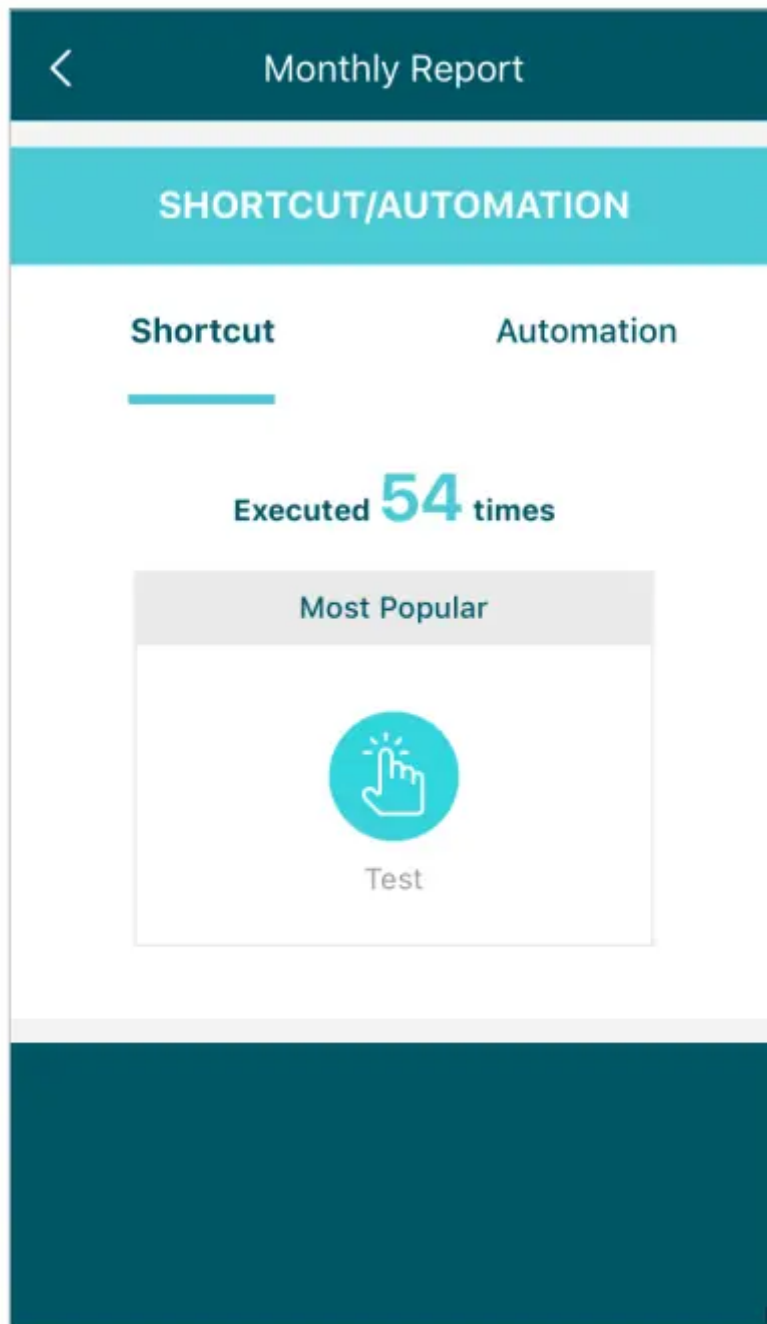 Monthly Report
SHORTCUT/AUTOMATION
Shortcut Automation
Executed 54 times
Most Popular
Test